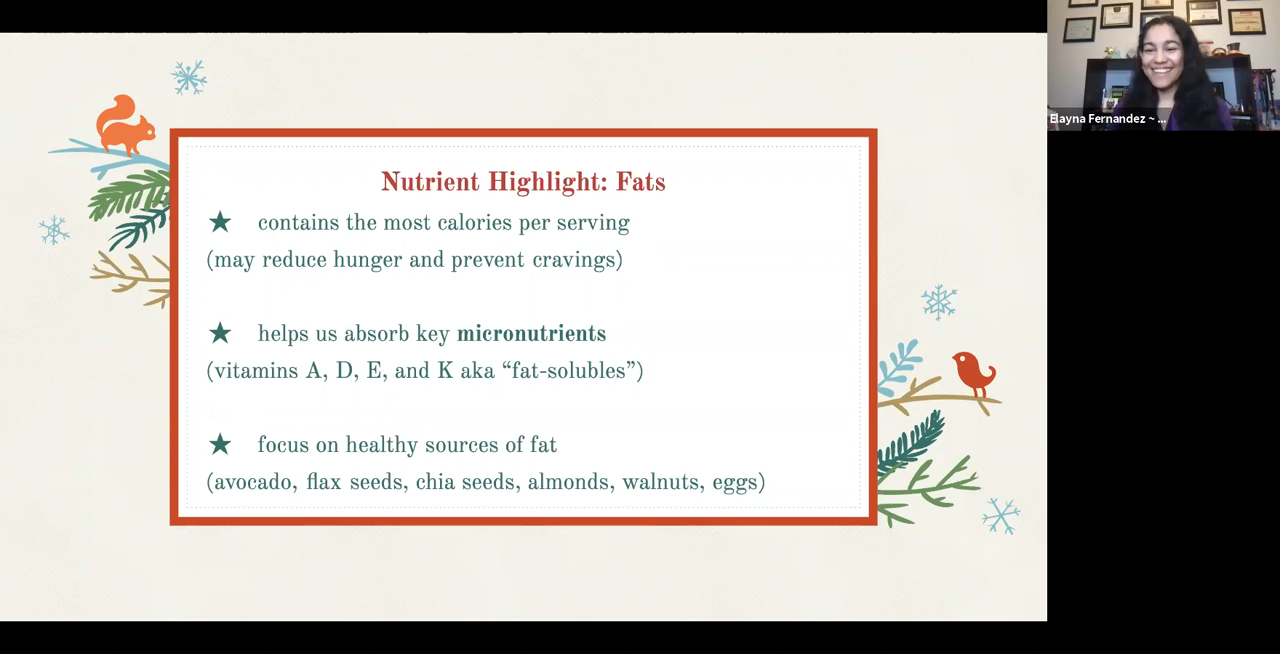 Nutrient Highlight: Fats
★ contains the most calories per serving
(may reduce hunger and prevent cravings)
★ helps us absorb key micronutrients
(vitamins A, D, E, and K aka “fat-solubles”)
★ focus on healthy sources of fat
(avocado, flax seeds, chia seeds, almonds, walnuts, eggs)
Elayna Fernandez ~ ...